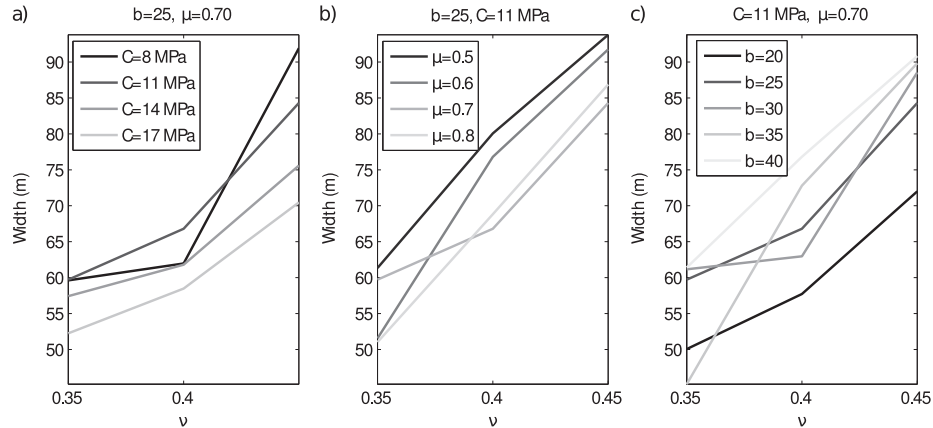 a)
b=25, μ=0.70
C=8 MPa
C=11 MPa
C=14 MPa
C=17 MPa
Width (m)
90
85
80
75
70
65
60
55
50
0.35
0.4
ν
b)
b=25, C=11 MPa
μ=0.5
μ=0.6
μ=0.7
μ=0.8
Width (m)
90
85
80
75
70
65
60
55
50
0.35
0.4
0.45
ν
c)
C=11 MPa, μ=0.70
b=20
b=25
b=30
b=35
b=40
Width (m)
90
85
80
75
70
65
60
55
50
0.35
0.4
0.45
ν